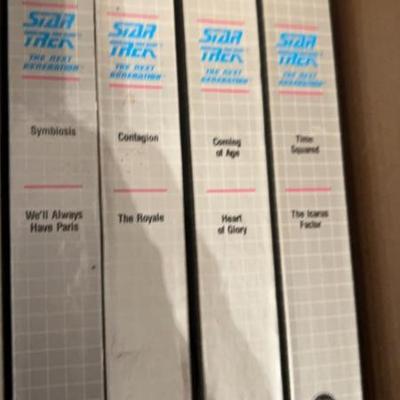 STAR
TREK
THE NEXT
GENERATION
Symbiosis
We'll Always
Have Paris
STAR
TREK
THE NEXT
GENERATION
Contagion
The Royale
STAR
TREK
THE NEXT
GENERATION
Coming
of Age
Heart
of Glory
STAR
TREK
THE NEXT
GENERATION
Time
Squared
The Icarus
Factor